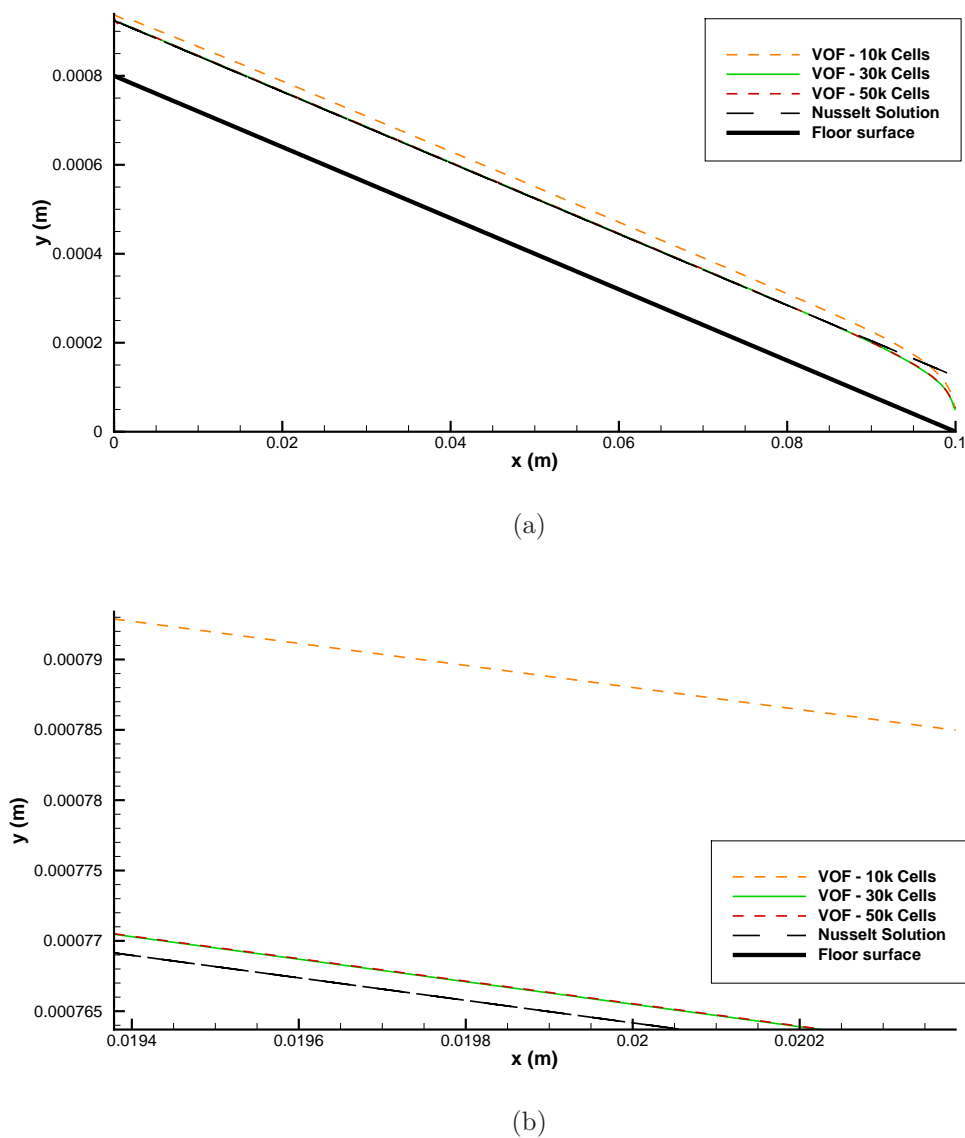 0.0008
0.0006
0.0004
0.0002
0
y (m)
0
0.02
0.04
0.06
0.08
0.1
x (m)
VOF - 10k Cells
VOF - 30k Cells
VOF - 50k Cells
Nusselt Solution
Floor surface
(a)
0.00079
0.000785
0.00078
0.000775
0.00077
0.000765
y (m)
0.0194
0.0196
0.0198
0.02
0.0202
x (m)
VOF - 10k Cells
VOF - 30k Cells
VOF - 50k Cells
Nusselt Solution
Floor surface
(b)